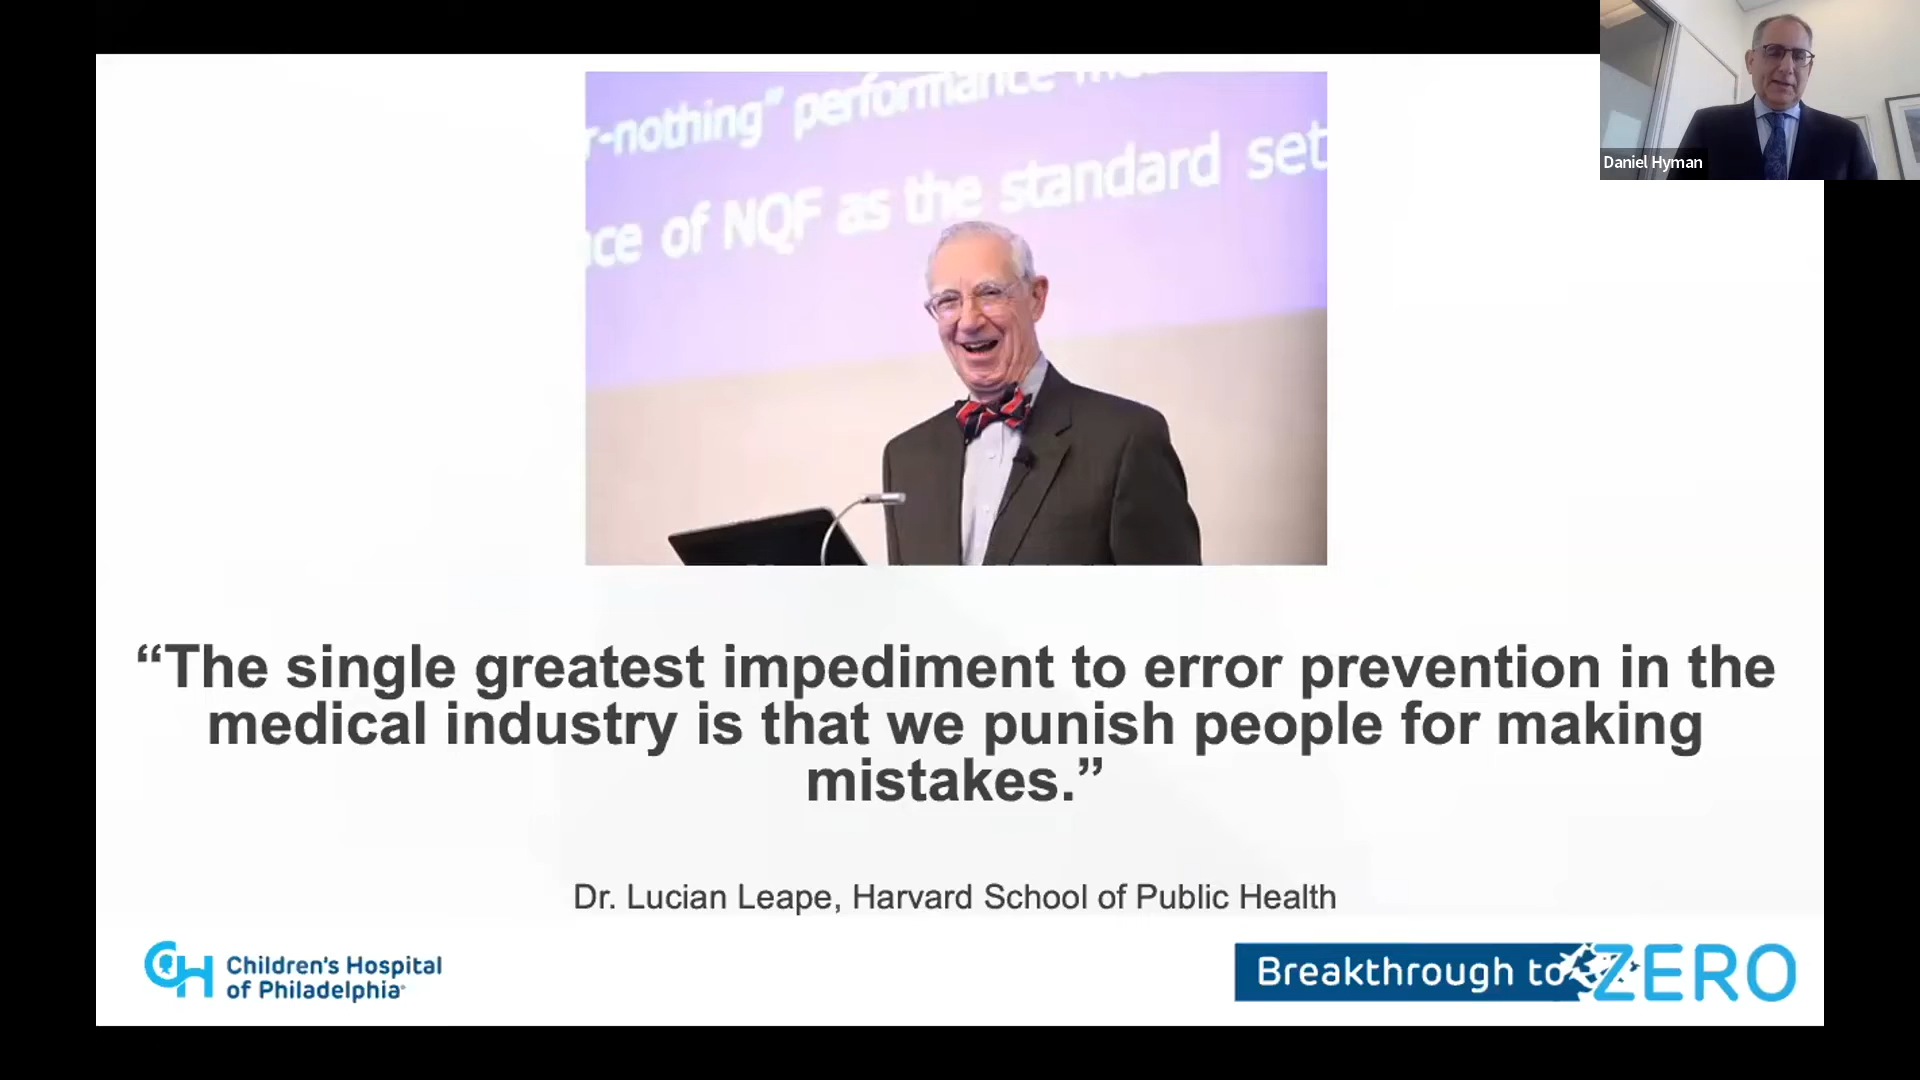 r-nothing” performance
ce of NQF as the standard set
Daniel Hyman
“The single greatest impediment to error prevention in the
medical industry is that we punish people for making
mistakes.”
Dr. Lucian Leape, Harvard School of Public Health
CH
Children's Hospital
of Philadelphia
Breakthrough to ZERO